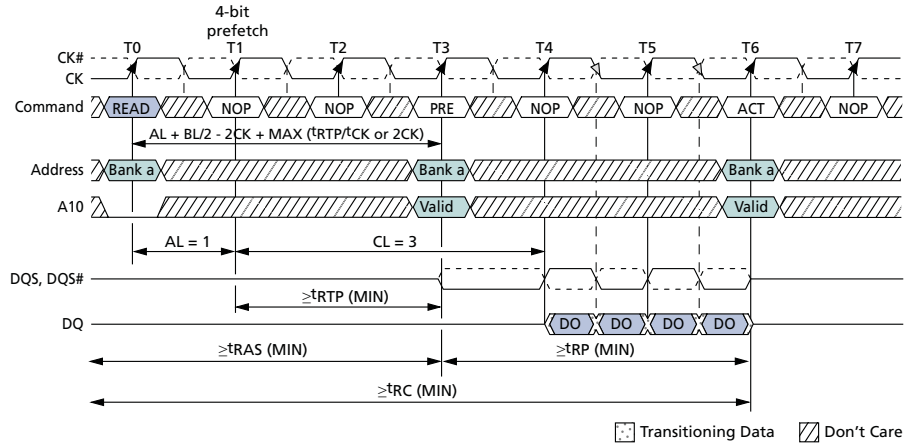 4-bit
prefetch
T0 T1 T2 T3 T4 T5 T6 T7
CK#
CK
Command READ NOP NOP PRE NOP NOP ACT NOP
AL + BL/2 - 2CK + MAX (tRTP/tCK or 2CK)
Address Bank a Bank a Bank a
A10 Valid Valid
AL = 1 CL = 3
DQS, DQS#
≥tRTP (MIN)
DQ DO DO DO DO
≥tRAS (MIN) ≥tRP (MIN)
≥tRC (MIN)
Transitioning Data Don't Care